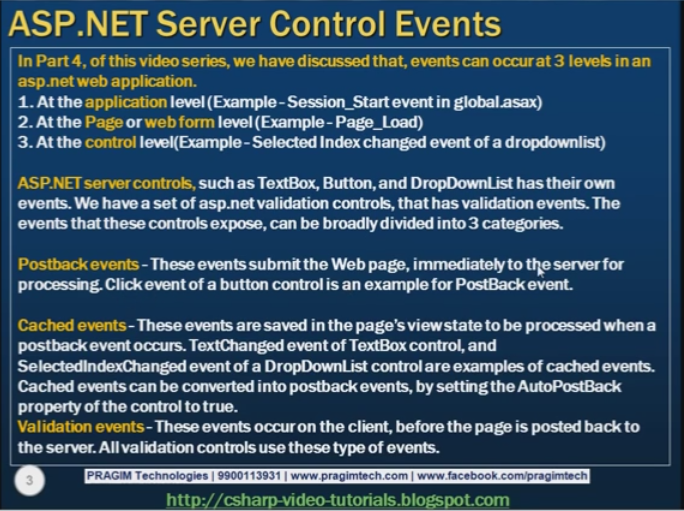 ASP.NET Server Control Events
In Part 4, of this video series, we have discussed that, events can occur at 3 levels in an
asp.net web application.
1. At the application level(Example - Session_Start event in global.asax)
2. At the Page or web form level (Example - Page_Load)
3. At the control level(Example - Selected Index changed event of a dropdownlist)
ASP.NET server controls, such as TextBox, Button, and DropDownList has their own
events. We have a set of asp.net validation controls, that has validation events. The
events that these controls expose, can be broadly divided into 3 categories.
Postback events - These events submit the Web page, immediately to the server for
processing. Click event of a button control is an example for PostBack event.
Cached events - These events are saved in the page's view state to be processed when a
postback event occurs. TextChanged event of TextBox control, and
SelectedIndexChanged event of a DropDownList control are examples of cached events.
Cached events can be converted into postback events, by setting the AutoPostBack
property of the control to true.
Validation events - These events occur on the client, before the page is posted back to
the server. All validation controls use these type of events.
3
PRAGIM Technologies | 9900113931 | www.pragimtech.com | www.facebook.com/pragimtech
http://csharp-video-tutorials.blogspot.com